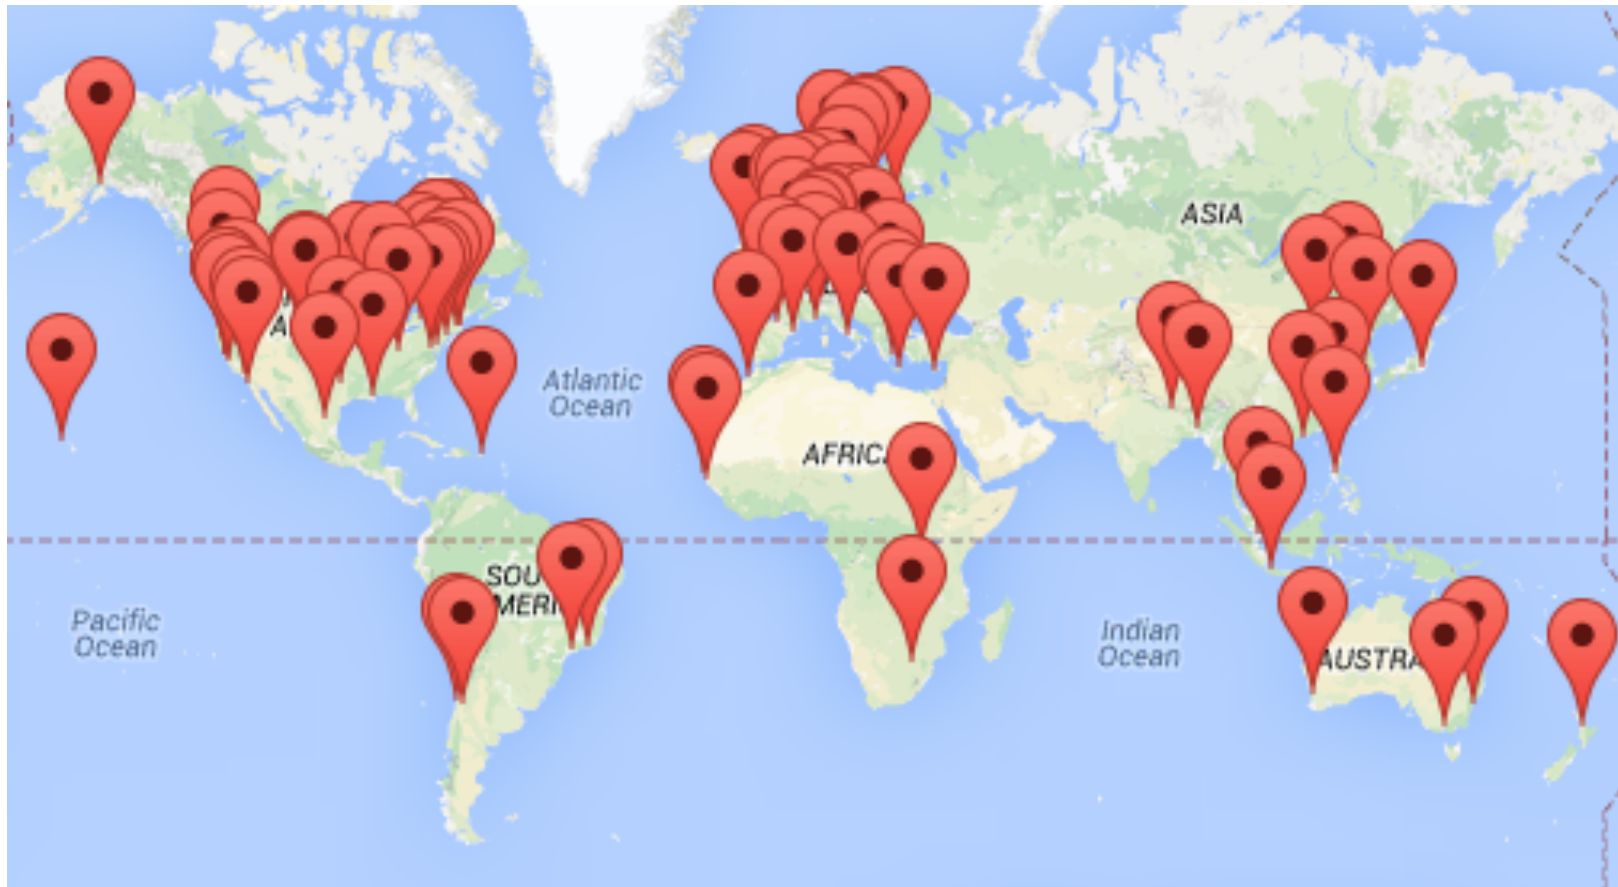 ASIA
Atlantic
Ocean
A
AFRIC
SOU
MERI
Pacific
Ocean
Indian
Ocean
AUSTRA